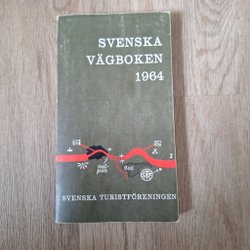 SVENSKA
VÄGBOKEN
1964
SVENSKA TURISTFÖRENINGEN